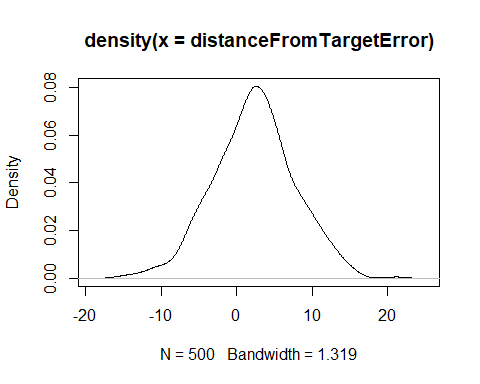 density(x = distanceFromTargetError)
Density
0.08
0.06
0.04
0.02
0.00
-20 -10 0 10 20
N = 500 Bandwidth = 1.319